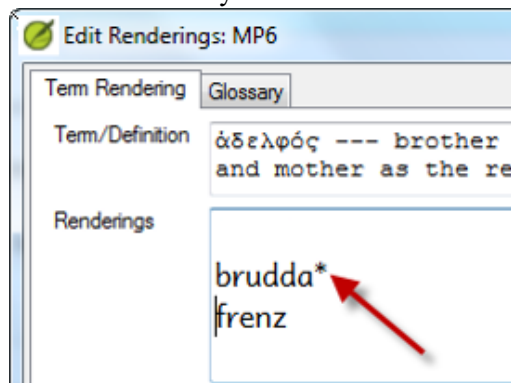 Edit Renderings: MP6
Term Rendering Glossary
Term/Definition
ἀδελφός --- brother
and mother as the re
Renderings
brudda*
frenz